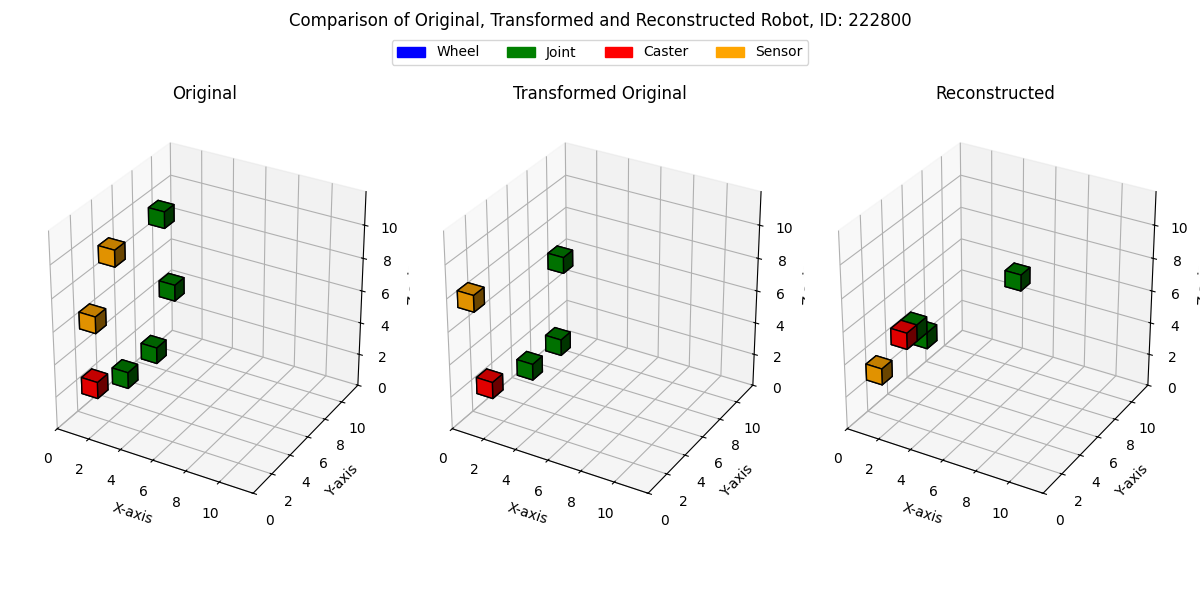 Comparison of Original, Transformed and Reconstructed Robot, ID: 222800
Wheel Joint Caster Sensor
Original
Transformed Original
Reconstructed
0 2 4 6 8 10
X-axis
0 2 4 6 8 10
Y-axis
0 2 4 6 8 10
0 2 4 6 8 10
X-axis
0 2 4 6 8 10
Y-axis
0 2 4 6 8 10
0 2 4 6 8 10
X-axis
0 2 4 6 8 10
Y-axis
0 2 4 6 8 10